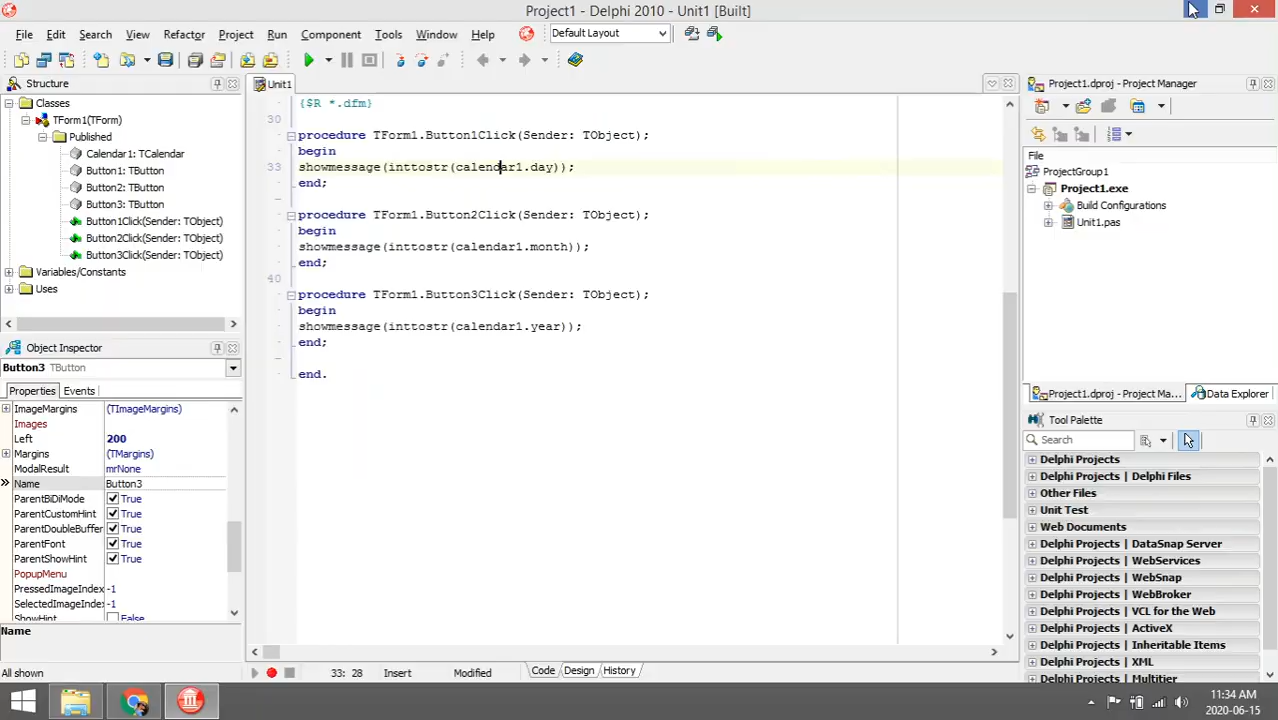 Project1 - Delphi 2010 - Unit1 [Built]
File Edit Search View Refactor Project Run Component Tools Window Help Default Layout
Structure
Classes
TForm1(TForm)
Published
Calendar1: TCalendar
Button1: TButton
Button2: TButton
Button3: TButton
Button1Click(Sender: TObject)
Button2Click(Sender: TObject)
Button3Click(Sender: TObject)
Variables/Constants
Uses
Object Inspector
Button3 TButton
Properties Events
ImageMargins (TImageMargins)
Images
Left 200
Margins (TMargins)
ModalResult mrNone
Name Button3
ParentBiDiMode True
ParentCustomHint True
ParentDoubleBuffer True
ParentFont True
ParentShowHint True
PopupMenu
PressedImageIndex -1
SelectedImageIndex -1
ShowHint False
Name
All shown
Unit1
{$R *.dfm}
30
procedure TForm1.Button1Click(Sender: TObject);
begin
33 showmessage(inttostr(calendar1.day));
end;
procedure TForm1.Button2Click(Sender: TObject);
begin
showmessage(inttostr(calendar1.month));
end;
40
procedure TForm1.Button3Click(Sender: TObject);
begin
showmessage(inttostr(calendar1.year));
end;
end.
33: 28 Insert Modified Code Design History
Project1.dproj - Project Manager
File
ProjectGroup1
Project1.exe
Build Configurations
Unit1.pas
Project1.dproj - Project Ma... Data Explorer
Tool Palette
Search
Delphi Projects
Delphi Projects | Delphi Files
Other Files
Unit Test
Web Documents
Delphi Projects | DataSnap Server
Delphi Projects | WebServices
Delphi Projects | WebSnap
Delphi Projects | WebBroker
Delphi Projects | VCL for the Web
Delphi Projects | ActiveX
Delphi Projects | Inheritable Items
Delphi Projects | XML
Delphi Projects | Multitier
11:34 AM
2020-06-15